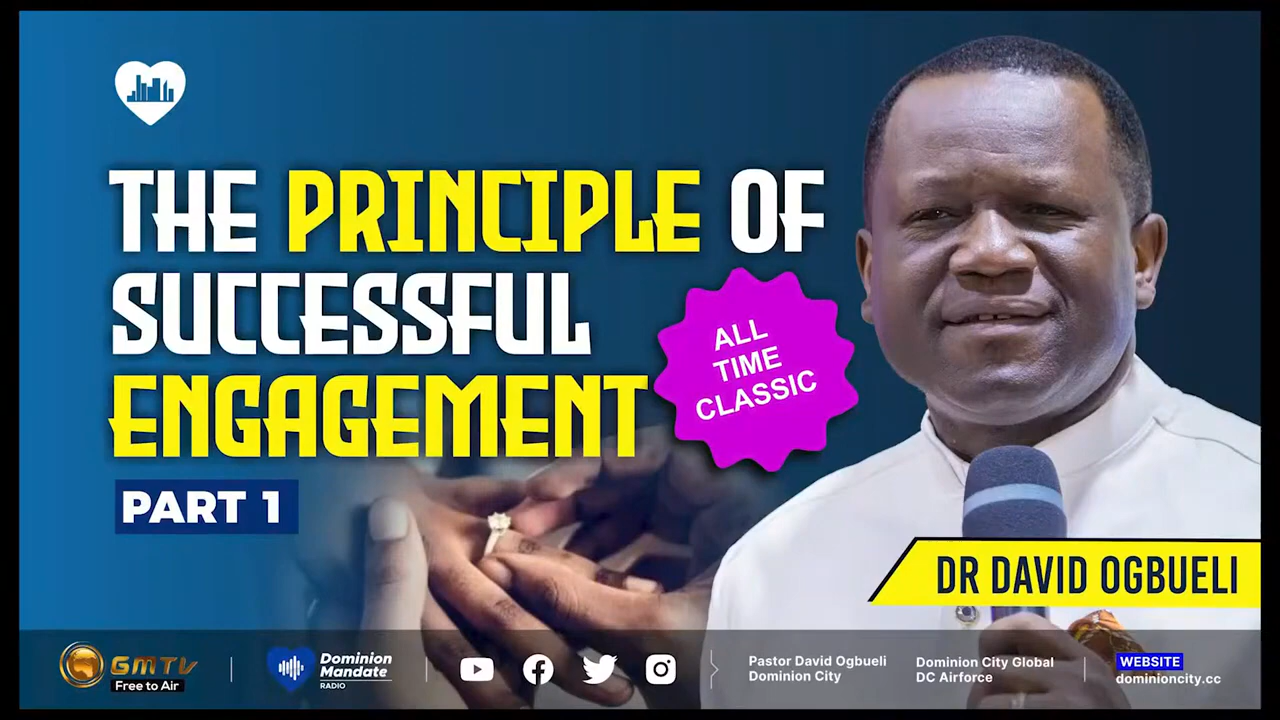 THE PRINCIPLE OF
SUCCESSFUL
ENGAGEMENT
PART 1
ALL
TIME
CLASSIC
DR DAVID OGBUELI
GMTV
Free to Air
Dominion
Mandate
RADIO
Pastor David Ogbueli
Dominion City
Dominion City Global
DC Airforce
WEBSITE
dominioncity.cc